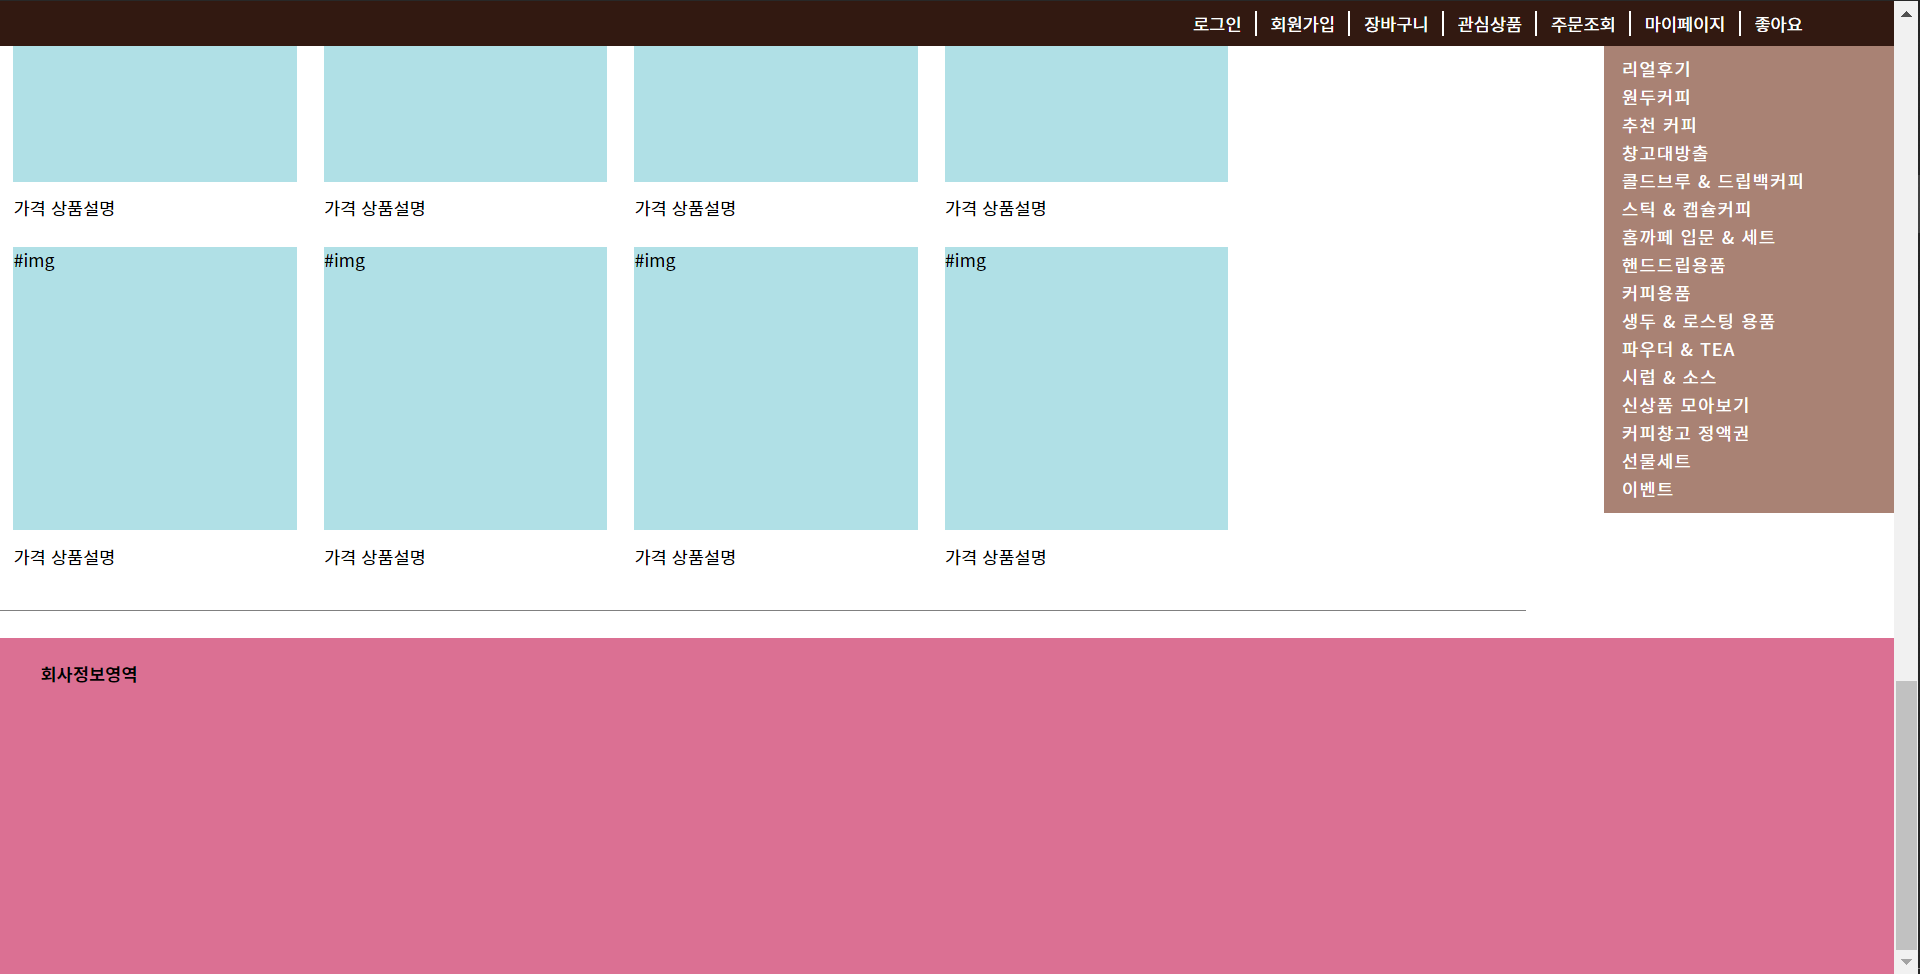 로그인 회원가입 장바구니 관심상품 주문조회 마이페이지 좋아요
가격 상품설명 가격 상품설명 가격 상품설명 가격 상품설명
#img #img #img #img
가격 상품설명 가격 상품설명 가격 상품설명 가격 상품설명
리얼후기
원두커피
추천 커피
창고대방출
콜드브루 & 드립백커피
스틱 & 캡슐커피
홈까페 입문 & 세트
핸드드립용품
커피용품
생두 & 로스팅 용품
파우더 & TEA
시럽 & 소스
신상품 모아보기
커피창고 정액권
선물세트
이벤트
회사정보영역